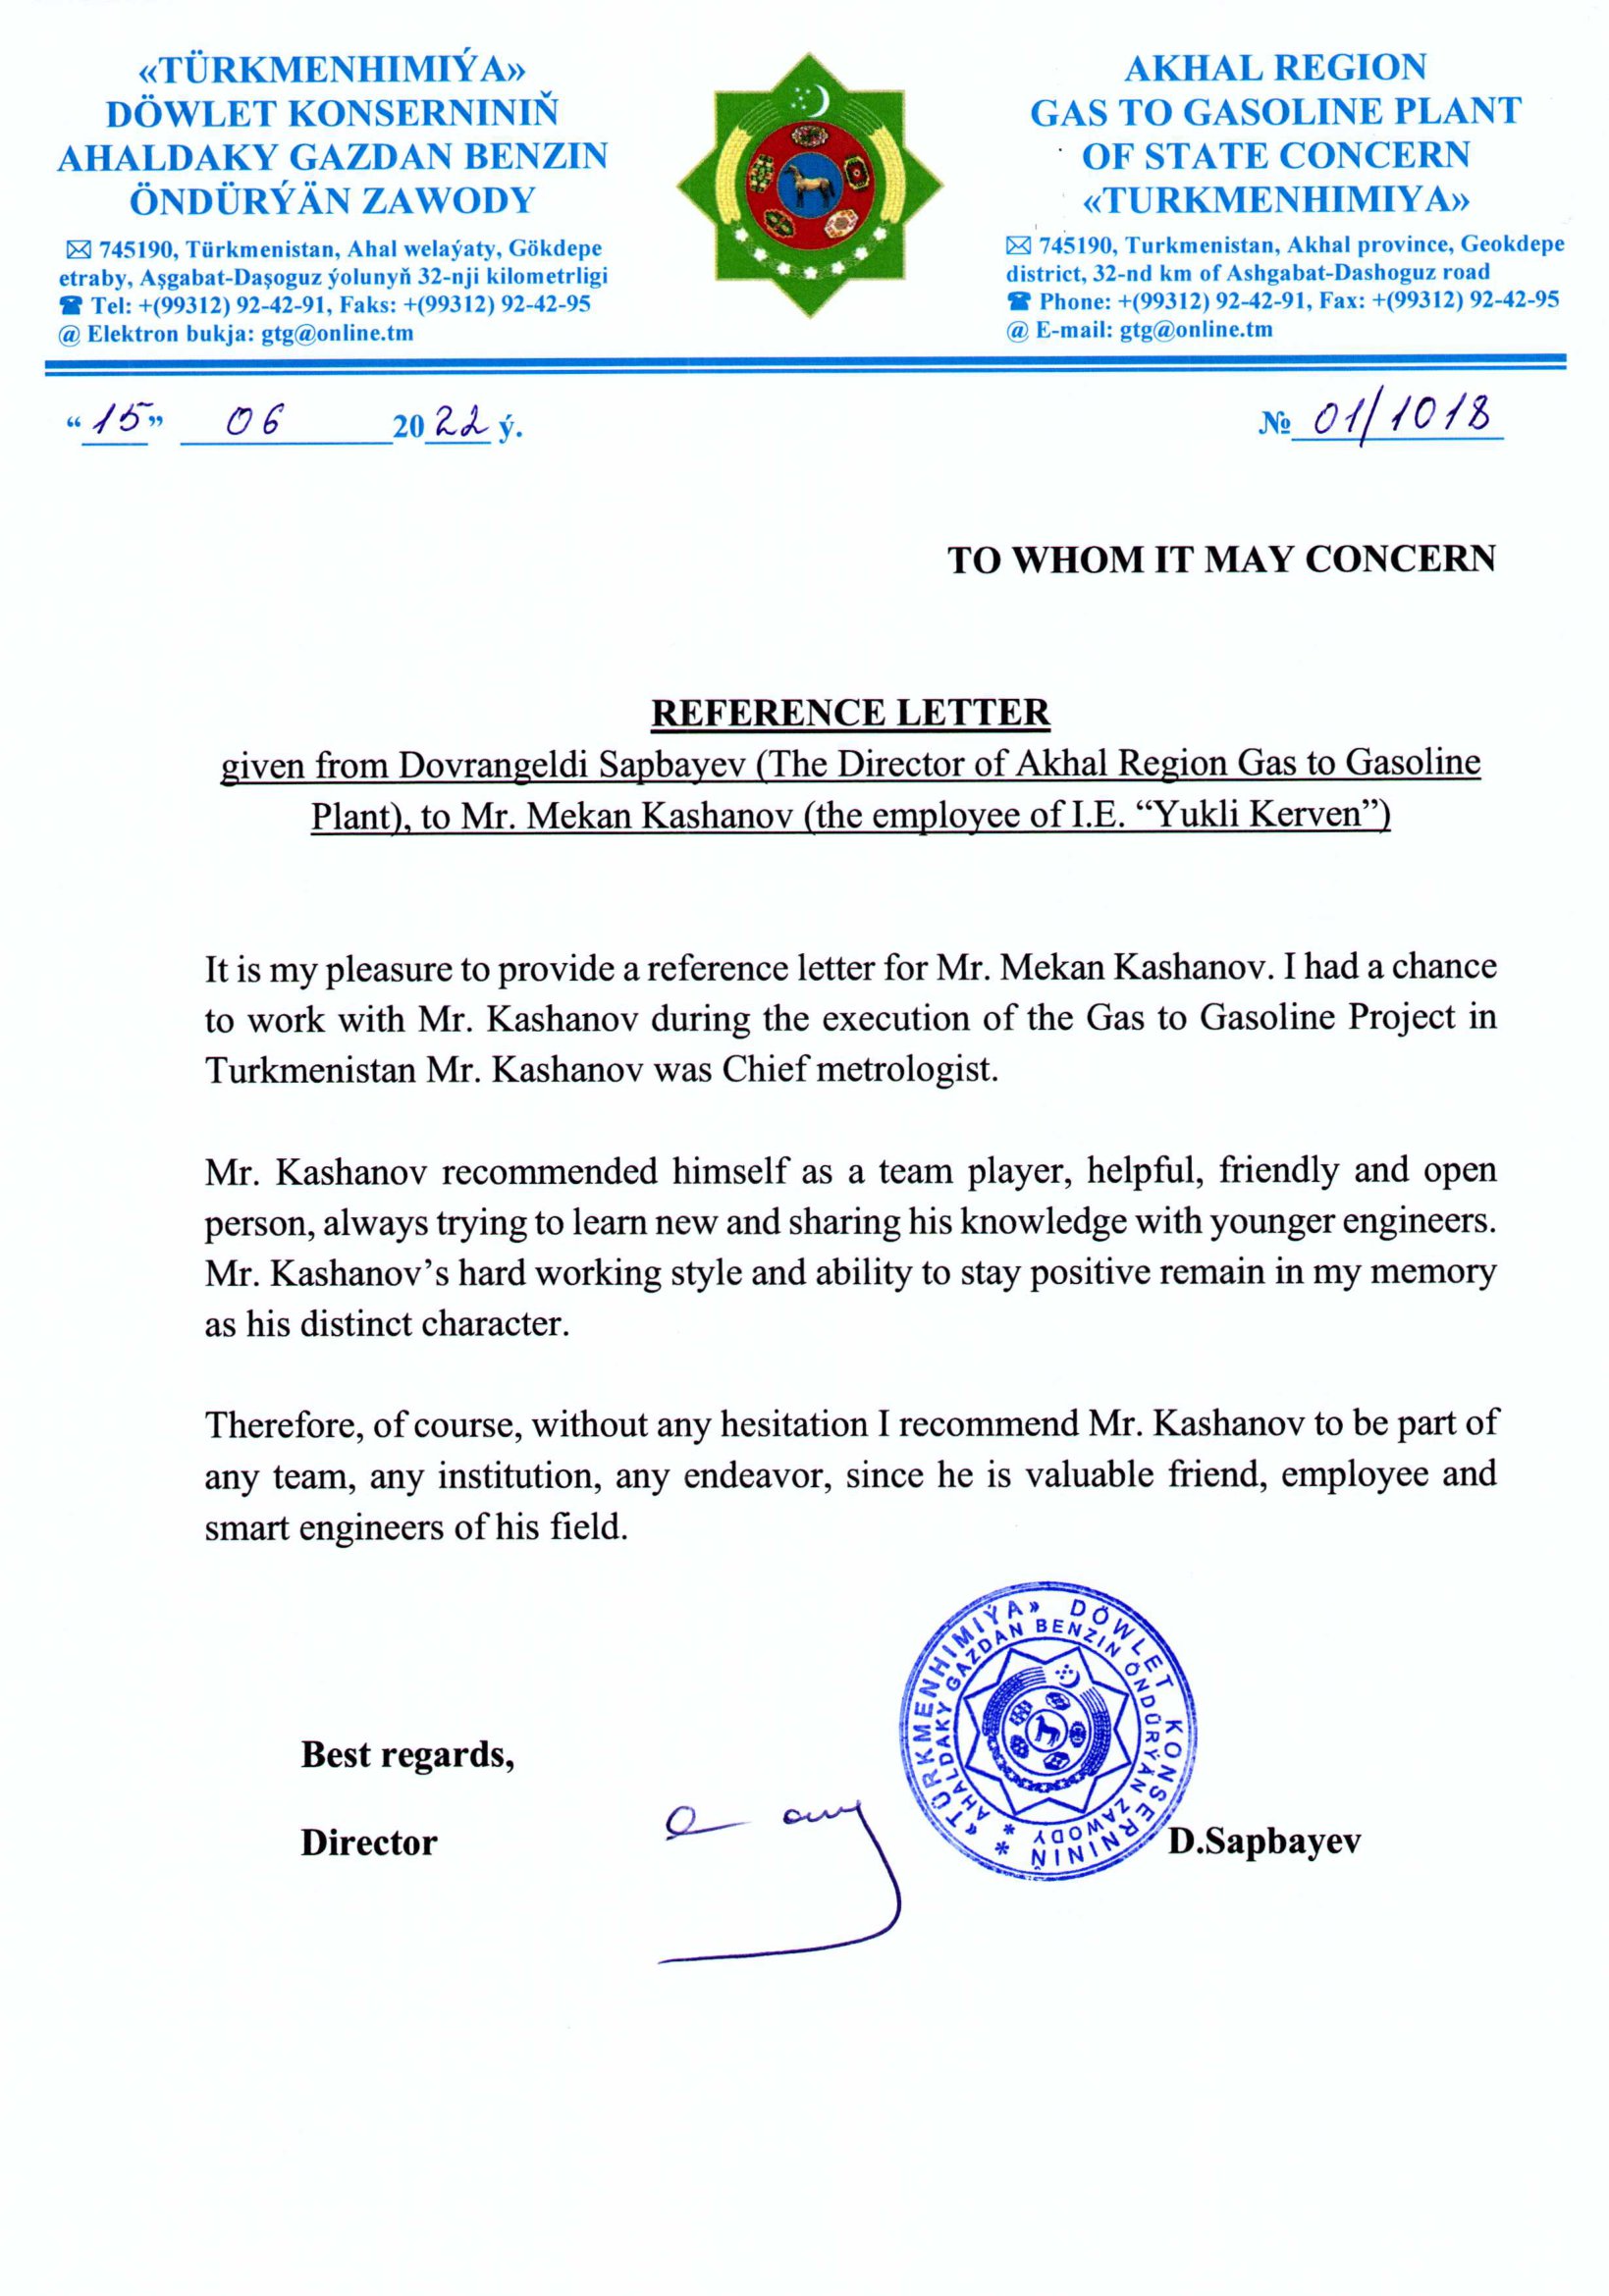 «TÜRKMENHIMIÝA»
DÖWLET KONSERNINIŇ
AHALDAKY GAZDAN BENZIN
ÖNDÜRÝÄN ZAWODY
✉ 745190, Türkmenistan, Ahal welaýaty, Gökdepe
etraby, Aşgabat-Daşoguz ýolunyň 32-nji kilometrligi
☎ Tel: +(99312) 92-42-91, Faks: +(99312) 92-42-95
@ Elektron bukja: gtg@online.tm
AKHAL REGION
GAS TO GASOLINE PLANT
OF STATE CONCERN
«TURKMENHIMIYA»
✉ 745190, Turkmenistan, Akhal province, Geokdepe
district, 32-nd km of Ashgabat-Dashoguz road
☎ Phone: +(99312) 92-42-91, Fax: +(99312) 92-42-95
@ E-mail: gtg@online.tm
“15” 06 2022 ý.
№ 01/1018
TO WHOM IT MAY CONCERN
REFERENCE LETTER
given from Dovrangeldi Sapbayev (The Director of Akhal Region Gas to Gasoline
Plant), to Mr. Mekan Kashanov (the employee of I.E. “Yukli Kerven”)
It is my pleasure to provide a reference letter for Mr. Mekan Kashanov. I had a chance
to work with Mr. Kashanov during the execution of the Gas to Gasoline Project in
Turkmenistan Mr. Kashanov was Chief metrologist.
Mr. Kashanov recommended himself as a team player, helpful, friendly and open
person, always trying to learn new and sharing his knowledge with younger engineers.
Mr. Kashanov’s hard working style and ability to stay positive remain in my memory
as his distinct character.
Therefore, of course, without any hesitation I recommend Mr. Kashanov to be part of
any team, any institution, any endeavor, since he is valuable friend, employee and
smart engineers of his field.
Best regards,
Director
D.Sapbayev
«TÜRKMENHIMIÝA» DÖWLET KONSERNINIŇ *
AHALDAKY GAZDAN BENZIN ÖNDÜRÝÄN ZAWODY *